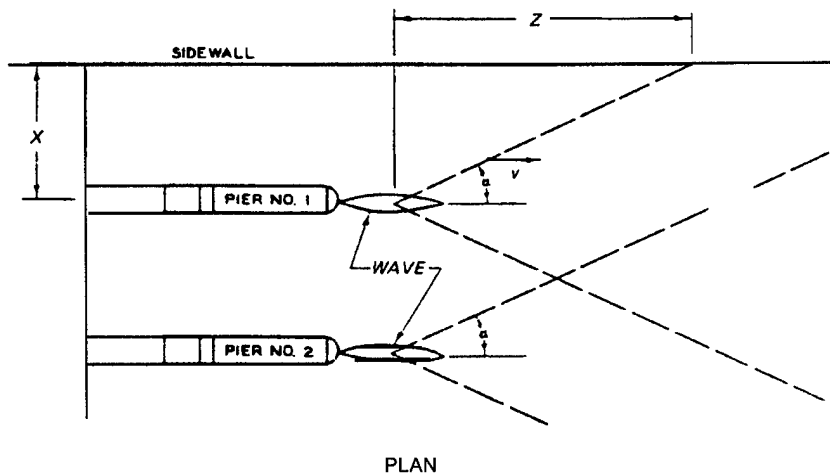 Z
SIDEWALL
X
V
α
PIER NO. 1
WAVE
α
PIER NO. 2
PLAN